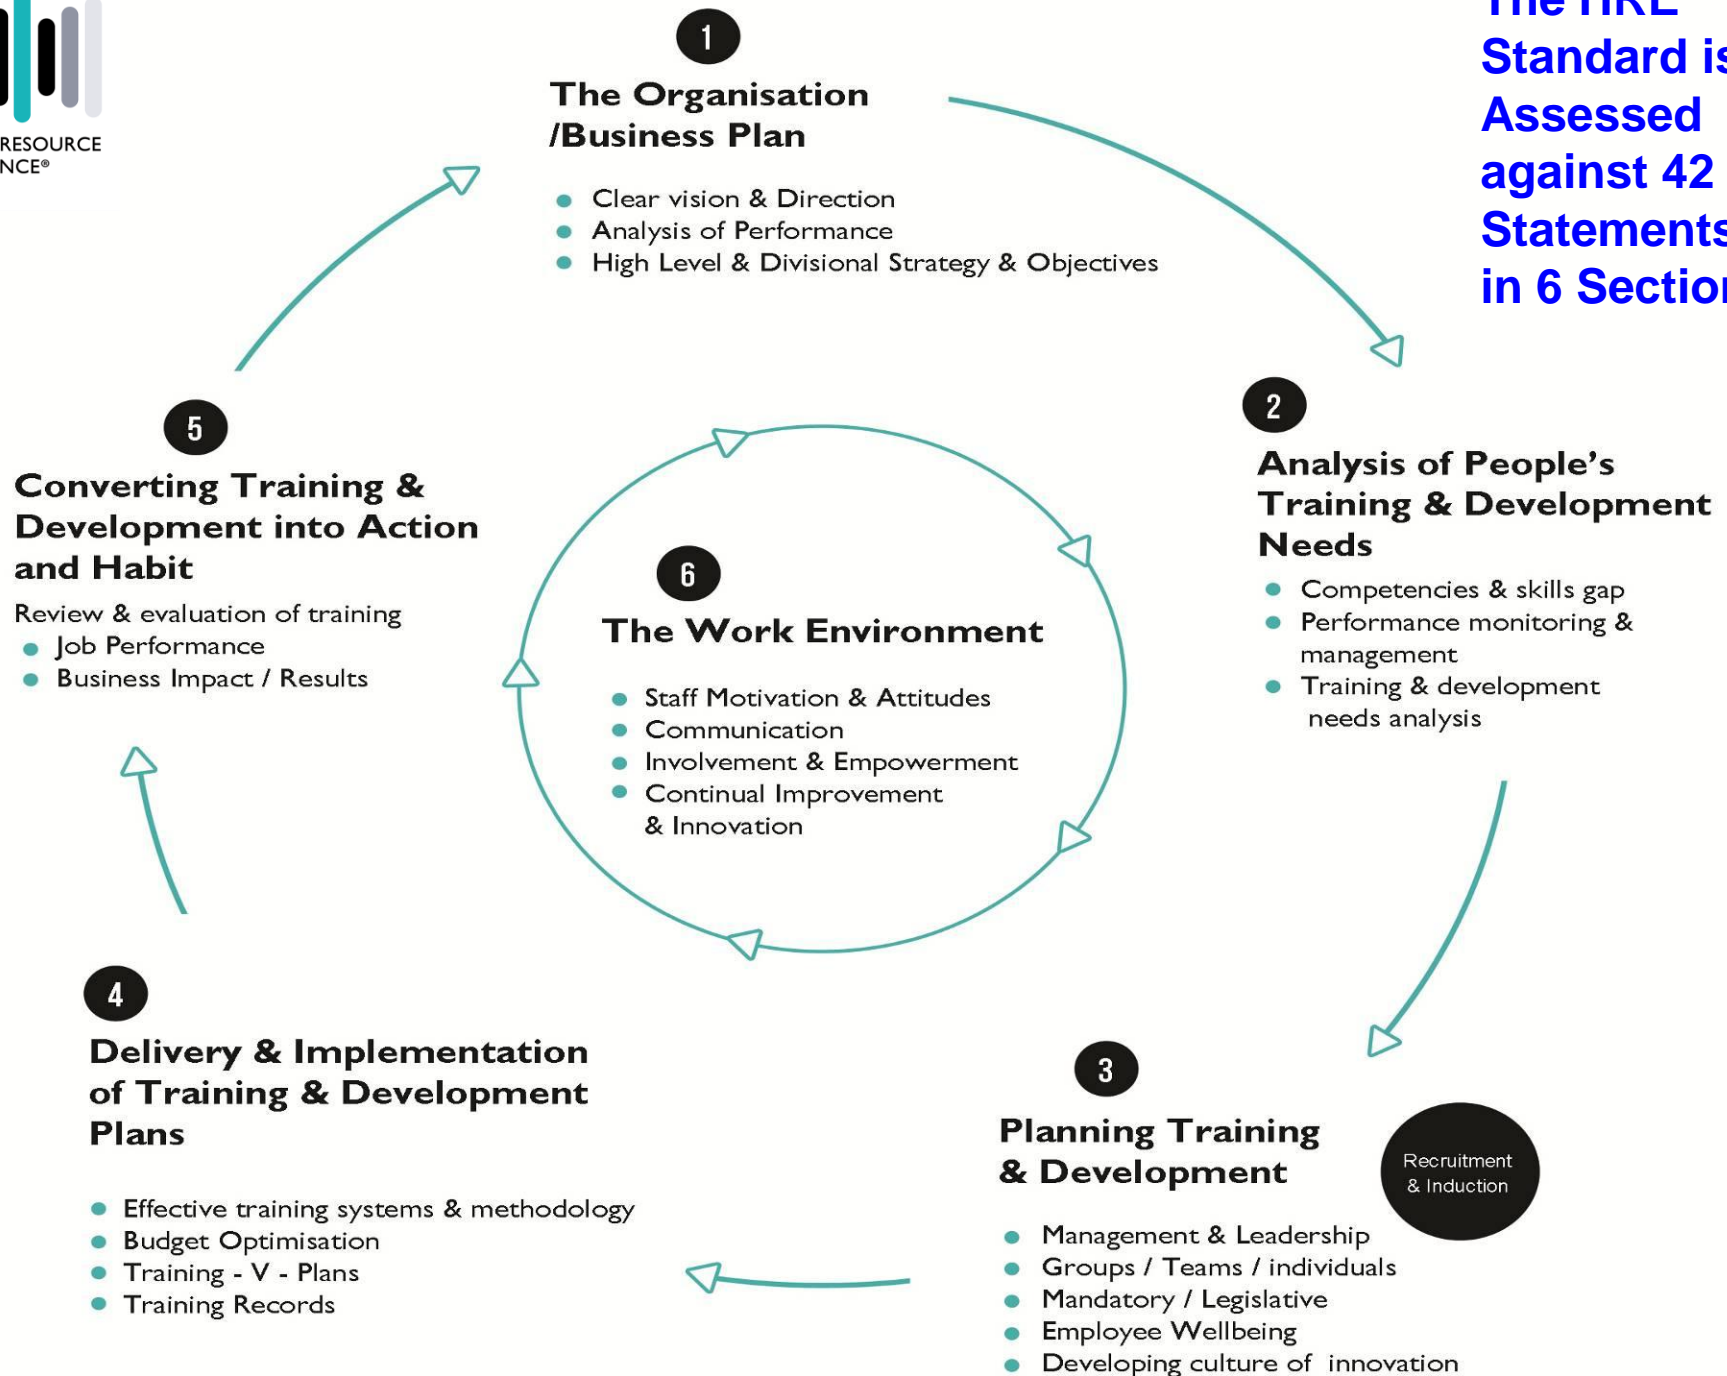 RESOURCE
NCE®
The HRE
Standard is
Assessed
against 42
Statements
in 6 Section
1
The Organisation
/Business Plan
Clear vision & Direction
Analysis of Performance
High Level & Divisional Strategy & Objectives
2
Analysis of People's
Training & Development
Needs
Competencies & skills gap
Performance monitoring &
management
Training & development
needs analysis
3
Planning Training
& Development
Recruitment
& Induction
Management & Leadership
Groups / Teams / individuals
Mandatory / Legislative
Employee Wellbeing
Developing culture of innovation
4
Delivery & Implementation
of Training & Development
Plans
Effective training systems & methodology
Budget Optimisation
Training - V - Plans
Training Records
5
Converting Training &
Development into Action
and Habit
Review & evaluation of training
Job Performance
Business Impact / Results
6
The Work Environment
Staff Motivation & Attitudes
Communication
Involvement & Empowerment
Continual Improvement
& Innovation